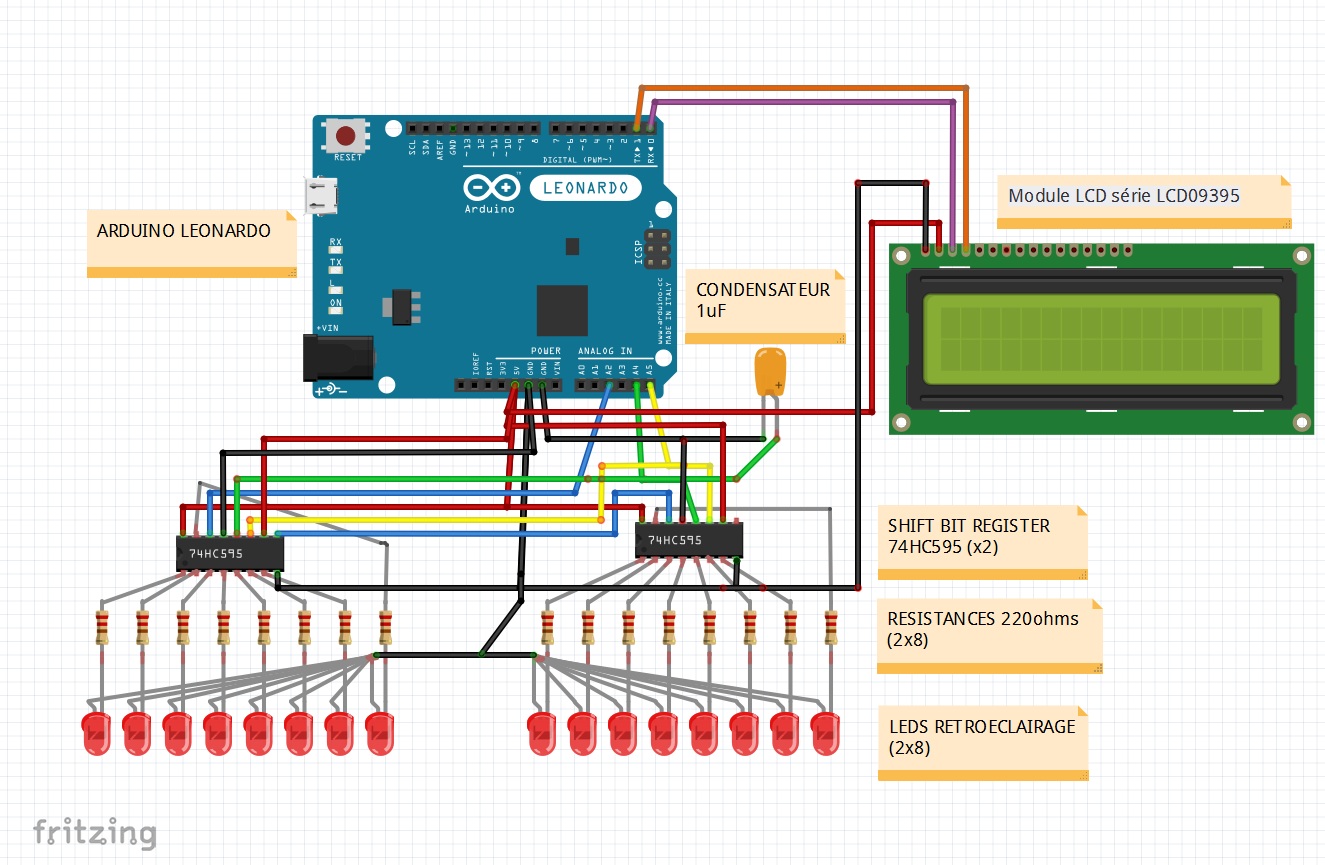 SCL
SDA
AREF
GND
~13
12
~11
~10
~9
8
7
~6
~5
4
~3
2
TX▶ 1
RX◀ 0
RESET
DIGITAL (PWM~)
™
LEONARDO
Arduino
ARDUINO LEONARDO
RX
TX
L
ON
1
ICSP
www.arduino.cc
MADE IN ITALY
+VIN
POWER
ANALOG IN
IOREF
RST
3V3
5V
GND
GND
VIN
A0
A1
A2
A3
A4
A5
Module LCD série LCD09395
CONDENSATEUR
1uF
+
74HC595
74HC595
SHIFT BIT REGISTER
74HC595 (x2)
RESISTANCES 220ohms
(2x8)
LEDS RETROECLAIRAGE
(2x8)
fritzing